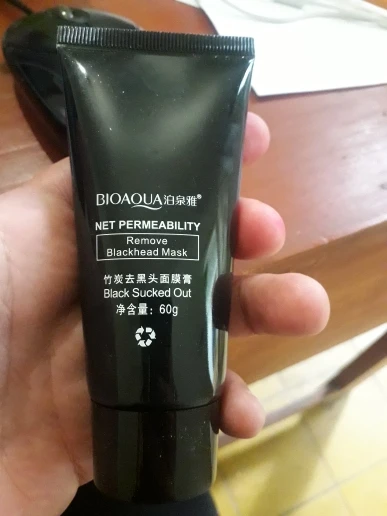 BIOAQUA泊泉雅®
NET PERMEABILITY
Remove
Blackhead Mask
竹炭去黑头面膜膏
Black Sucked Out
净含量：60g